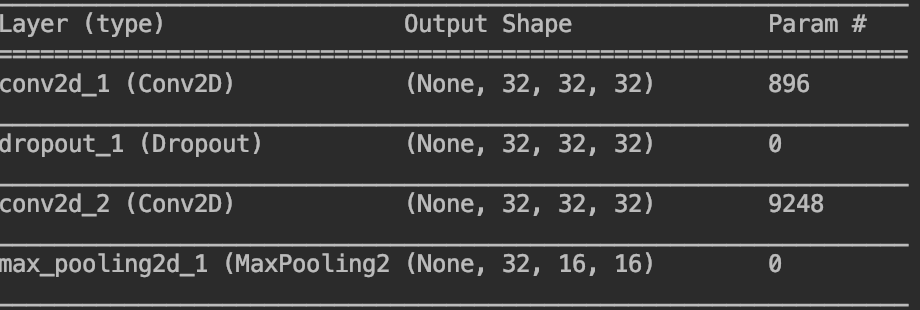 Layer (type) Output Shape Param #
conv2d_1 (Conv2D) (None, 32, 32, 32) 896
dropout_1 (Dropout) (None, 32, 32, 32) 0
conv2d_2 (Conv2D) (None, 32, 32, 32) 9248
max_pooling2d_1 (MaxPooling2 (None, 32, 16, 16) 0